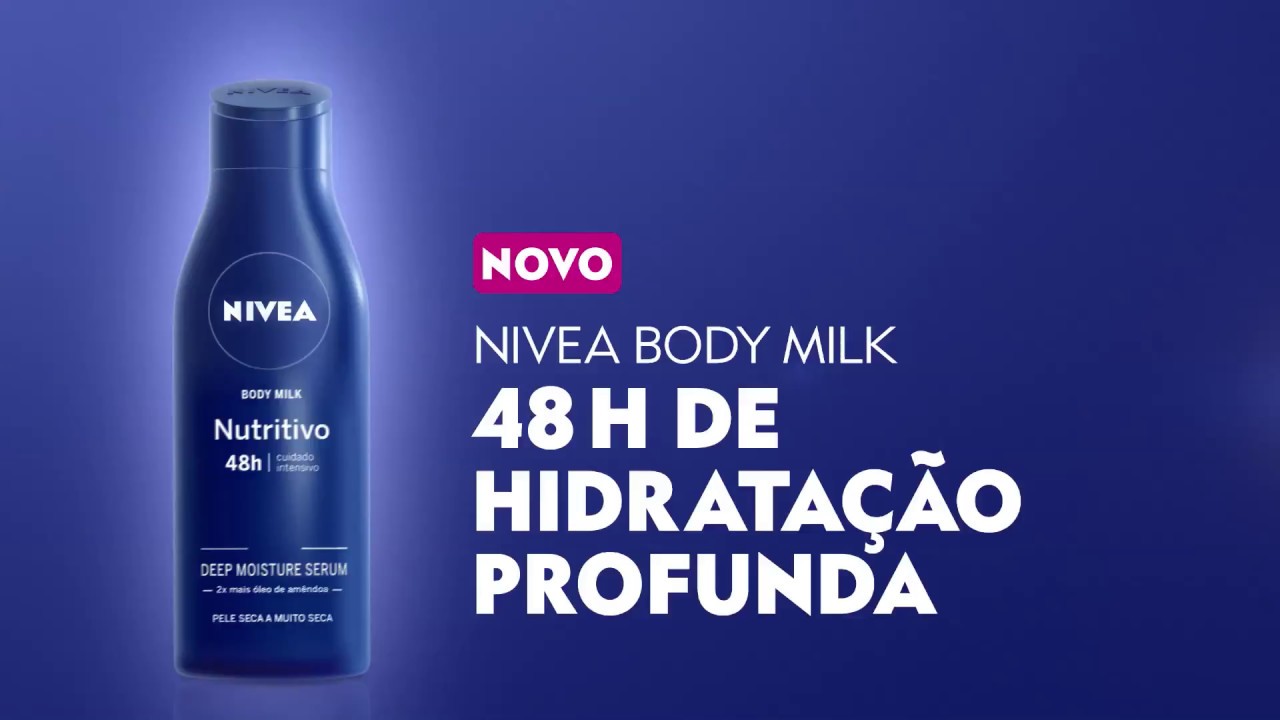 NIVEA
NIVEA
BODY MILK
Nutritivo
48h | cuidado
intensivo
DEEP MOISTURE SERUM
2x mais óleo de amêndoa
PELE SECA A MUITO SECA
NOVO
NIVEA BODY MILK
48 H DE
HIDRATAÇÃO
PROFUNDA